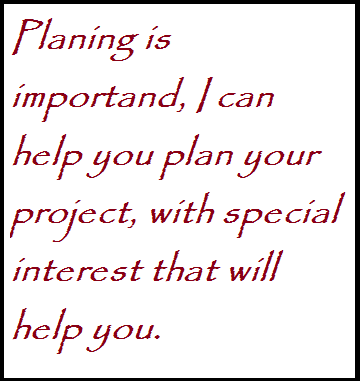 Planing is
importand, I can
help you plan your
project, with special
interest that will
help you.